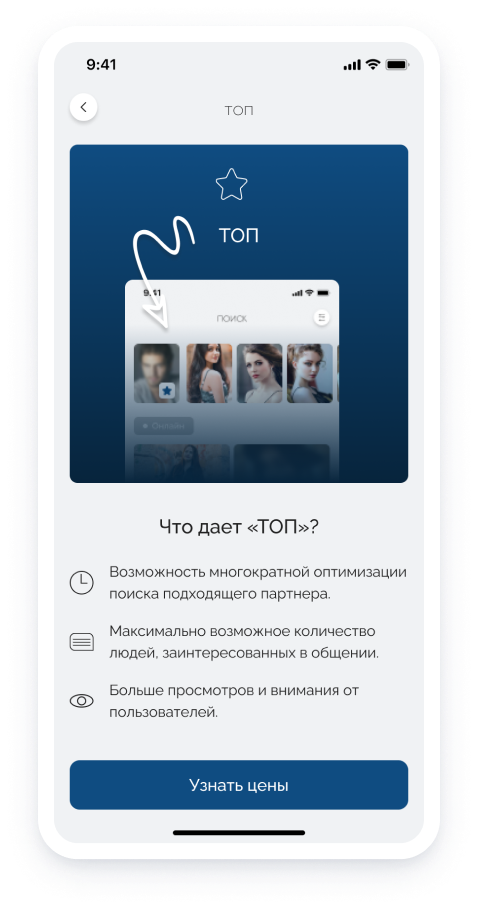 9:41
ТОП
ТОП
9:41
ПОИСК
Онлайн
Что дает «ТОП»?
Возможность многократной оптимизации
поиска подходящего партнера.
Максимально возможное количество
людей, заинтересованных в общении.
Больше просмотров и внимания от
пользователей.
Узнать цены